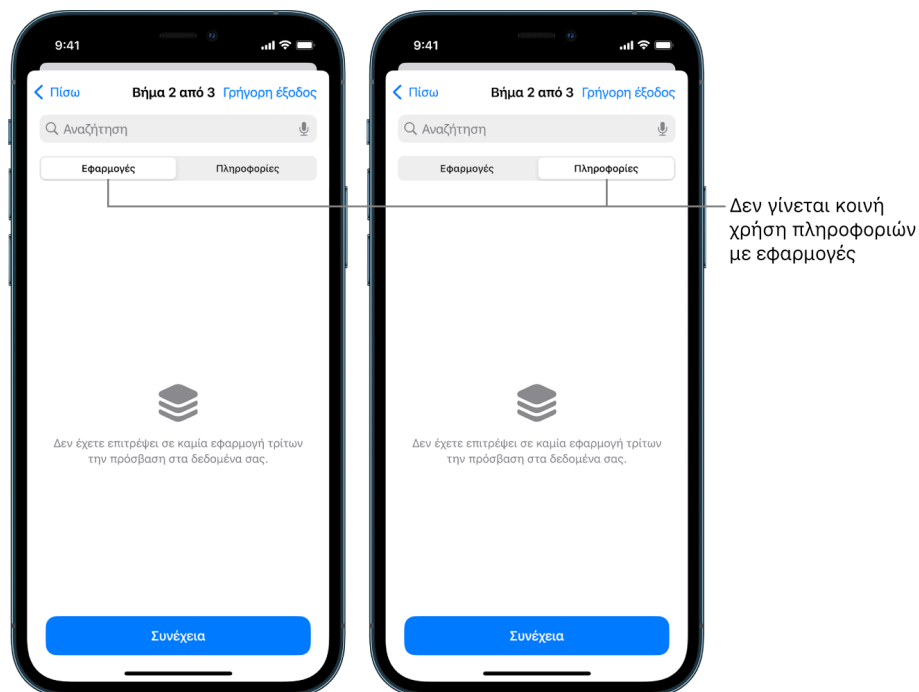 9:41
Πίσω Βήμα 2 από 3 Γρήγορη έξοδος
Αναζήτηση
Εφαρμογές Πληροφορίες
Δεν έχετε επιτρέψει σε καμία εφαρμογή τρίτων
την πρόσβαση στα δεδομένα σας.
Συνέχεια
9:41
Πίσω Βήμα 2 από 3 Γρήγορη έξοδος
Αναζήτηση
Εφαρμογές Πληροφορίες
Δεν έχετε επιτρέψει σε καμία εφαρμογή τρίτων
την πρόσβαση στα δεδομένα σας.
Συνέχεια
Δεν γίνεται κοινή
χρήση πληροφοριών
με εφαρμογές